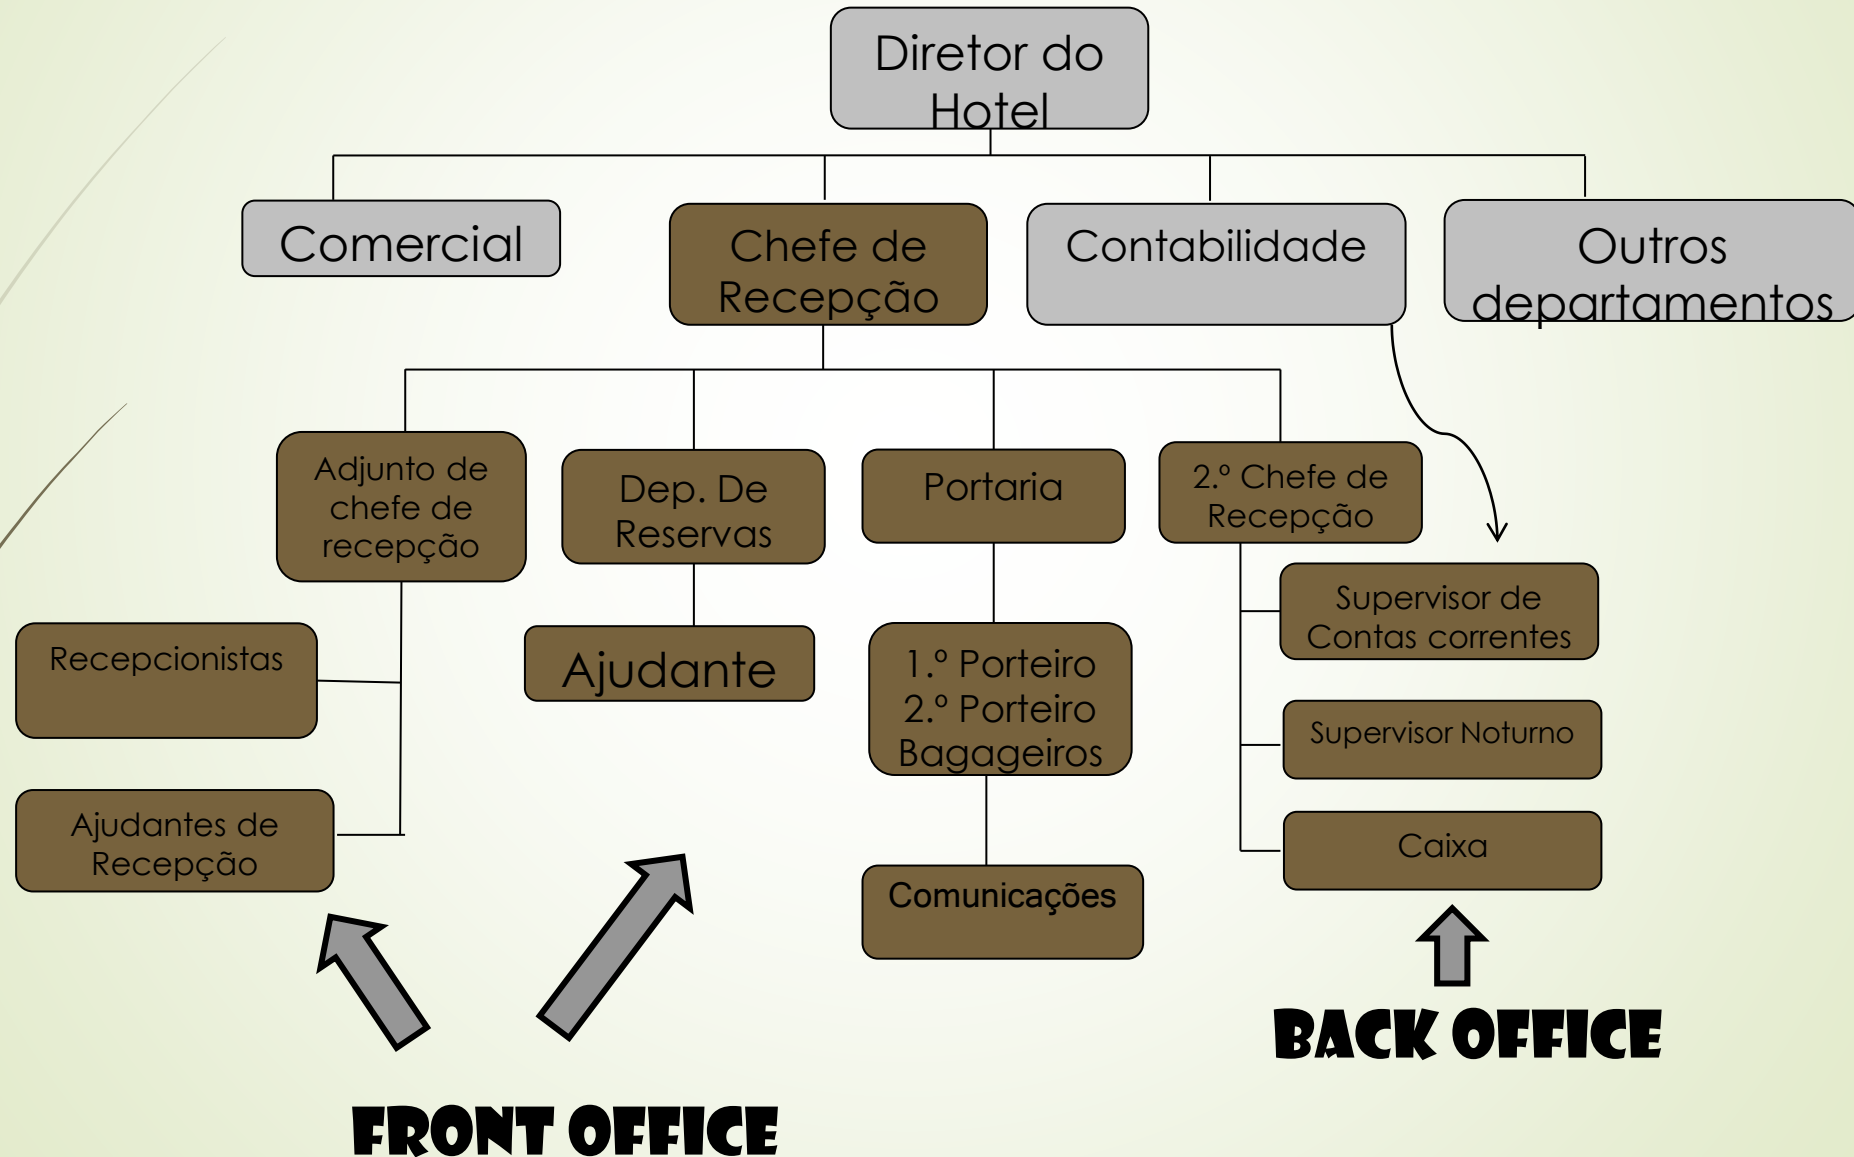 Diretor do
Hotel
Comercial
Chefe de
Recepção
Contabilidade
Outros
departamentos
Adjunto de
chefe de
recepção
Dep. De
Reservas
Portaria
2.º Chefe de
Recepção
Supervisor de
Contas correntes
Recepcionistas
Ajudante
1.º Porteiro
2.º Porteiro
Bagageiros
Supervisor Noturno
Ajudantes de
Recepção
Caixa
Comunicações
BACK OFFICE
FRONT OFFICE